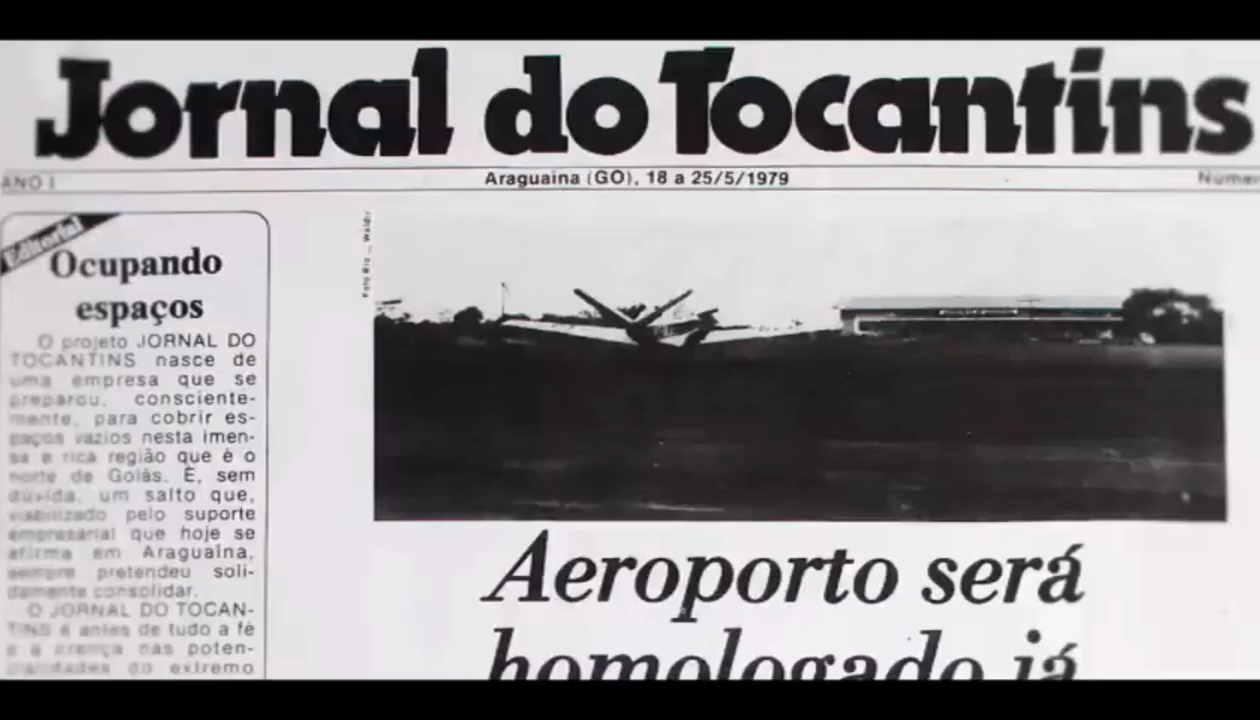 Jornal do Tocantins
ANO I
Araguaina (GO), 18 a 25/5/1979
Editorial
Ocupando
espaços
O projeto JORNAL DO
TOCANTINS nasce de
uma empresa que se
preparou, consciente-
mente, para cobrir es-
paços vazios nesta imen-
sa e rica região que é o
norte de Goiás. É, sem
dúvida, um salto que,
viabilizado pelo suporte
empresarial que hoje se
afirma em Araguaína,
sempre pretendeu soli-
damente consolidar.
O JORNAL DO TOCAN-
TINS é antes de tudo a fé
e a crença nas poten-
cialidades do extremo
Aeroporto será
homologado já